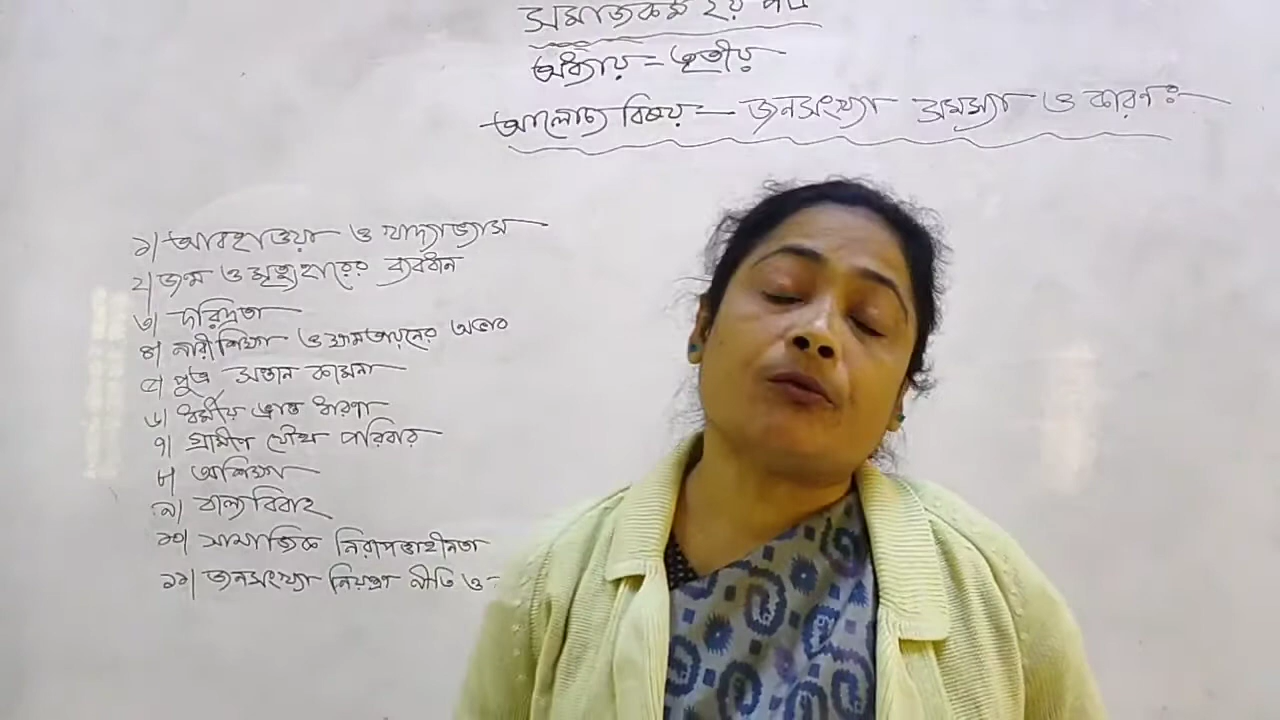 সমাজকর্ম ২য় পত্র
অধ্যায় = তৃতীয়
আলোচ্য বিষয় — জনসংখ্যা সমস্যা ও কারণঃ
১| আবহাওয়া ও খাদ্যাভ্যাস
২| জন্ম ও মৃত্যুহারের ব্যবধান
৩| দরিদ্রতা
৪| নারীশিক্ষা ও ক্ষমতায়নের অভাব
৫| পুত্র সন্তান কামনা
৬| ধর্মীয় ভ্রান্ত ধারণা
৭| গ্রামীণ যৌথ পরিবার
৮| অশিক্ষা
৯| বাল্যবিবাহ
১০| সামাজিক নিরাপত্তাহীনতা
১১| জনসংখ্যা নিয়ন্ত্রণ নীতি ও